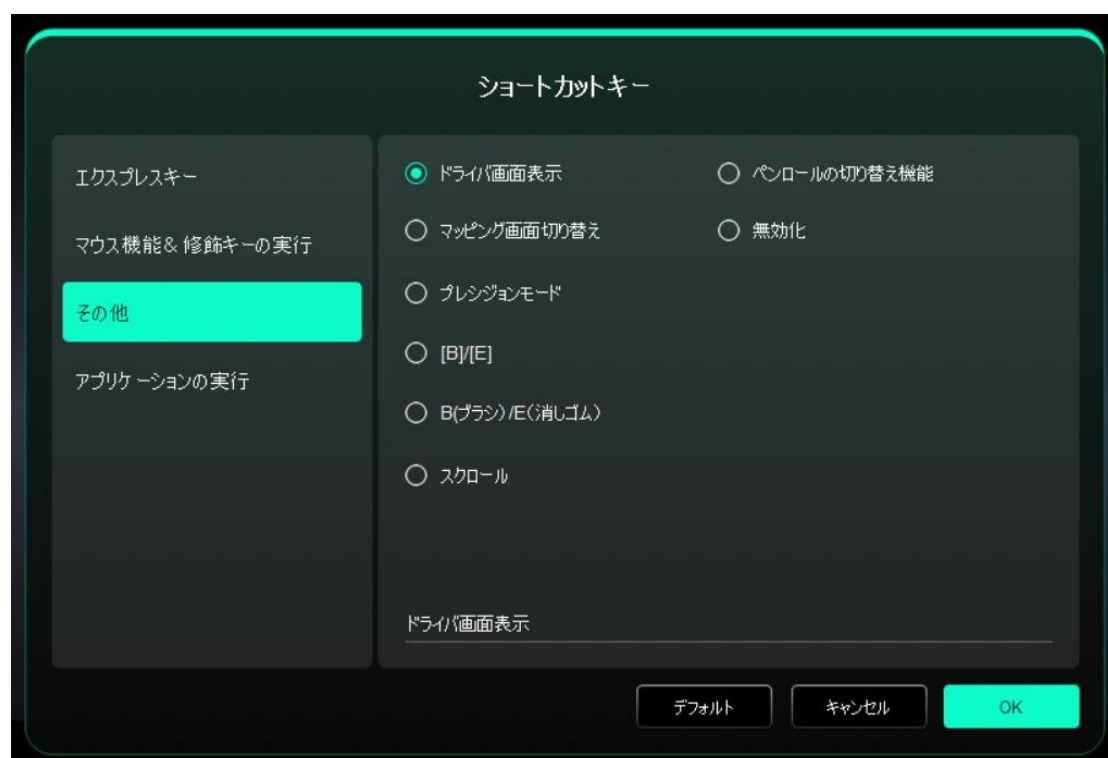 ショートカットキー
エクスプレスキー
マウス機能& 修飾キーの実行
その他
アプリケーションの実行
ドライバ画面表示
ペンロールの切り替え機能
マッピング画面切り替え
無効化
プレシジョンモード
[B]/[E]
B(ブラシ)/E(消しゴム)
スクロール
ドライバ画面表示
デフォルト
キャンセル
OK